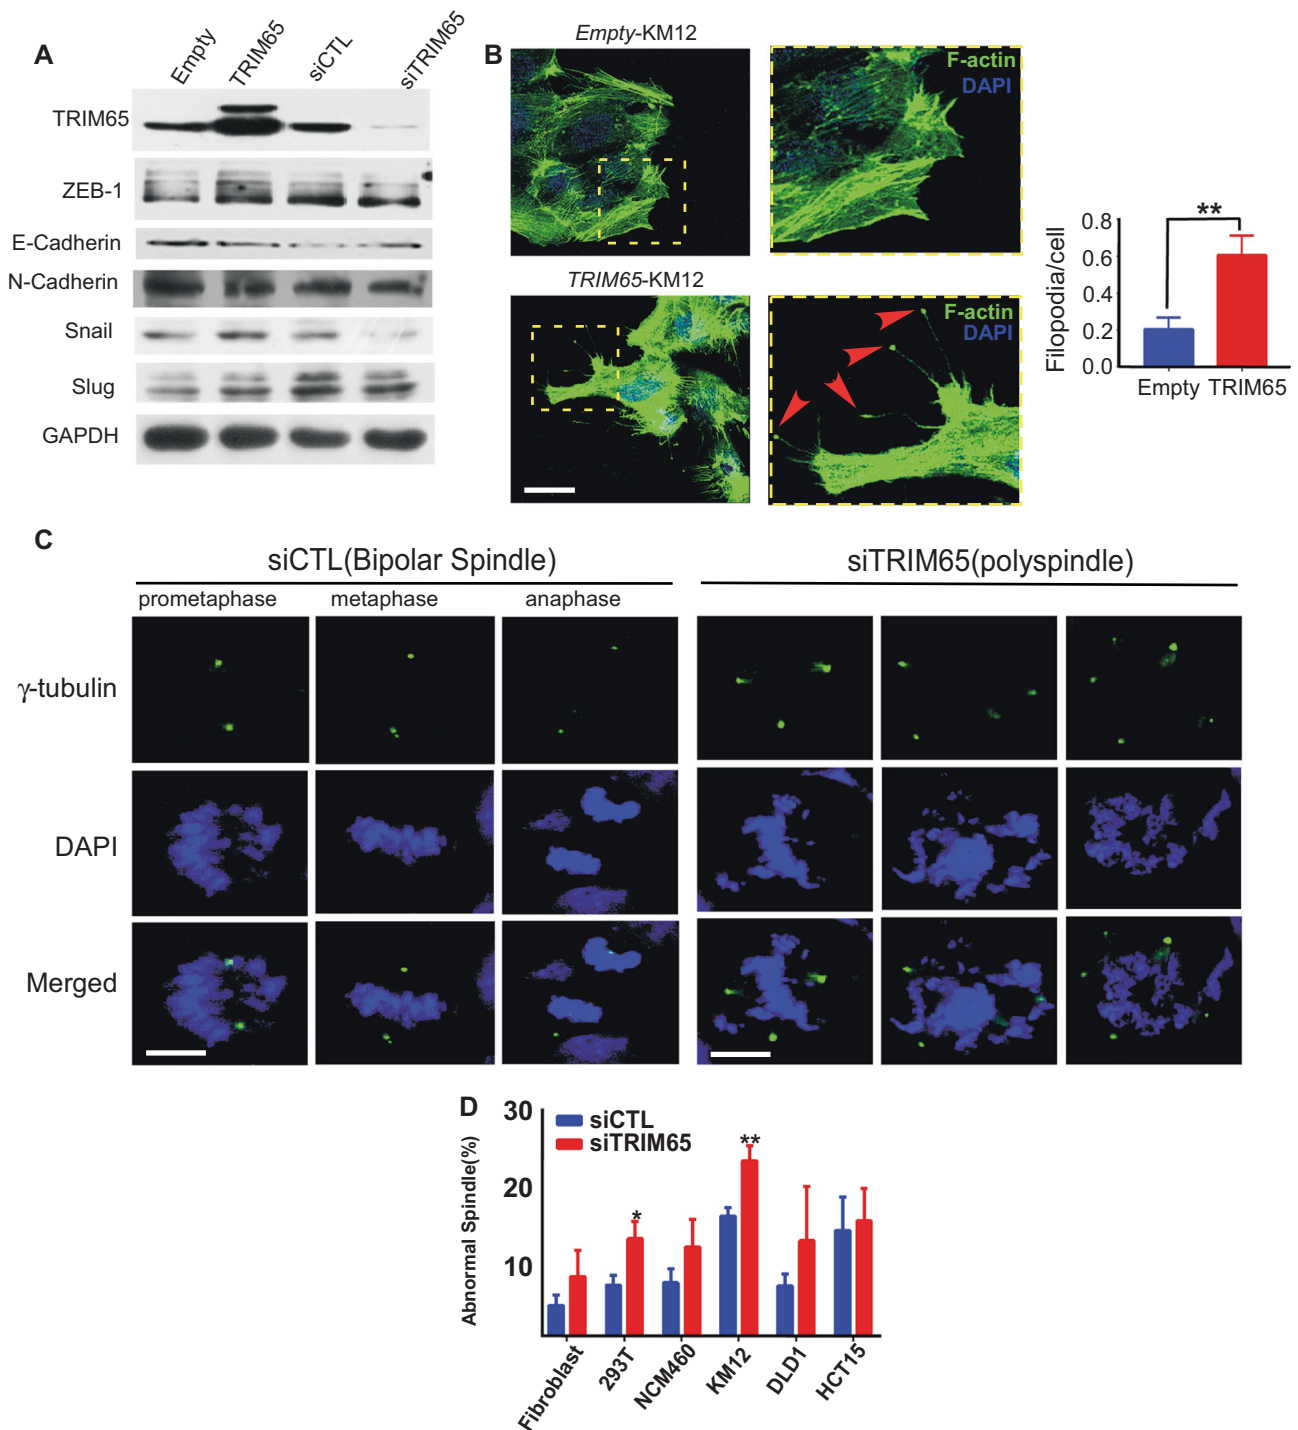 A
Empty
TRIM65
siCTL
siTRIM65
TRIM65
ZEB-1
E-Cadherin
N-Cadherin
Snail
Slug
GAPDH
B
Empty-KM12
F-actin
DAPI
TRIM65-KM12
F-actin
DAPI
**
Filopodia/cell
0.8
0.6
0.4
0.2
0.0
Empty TRIM65
C
siCTL(Bipolar Spindle)
siTRIM65(polyspindle)
prometaphase
metaphase
anaphase
γ-tubulin
DAPI
Merged
D
Abnormal Spindle(%)
30
20
10
siCTL
siTRIM65
*
**
Fibroblast
293T
NCM460
KM12
DLD1
HCT15